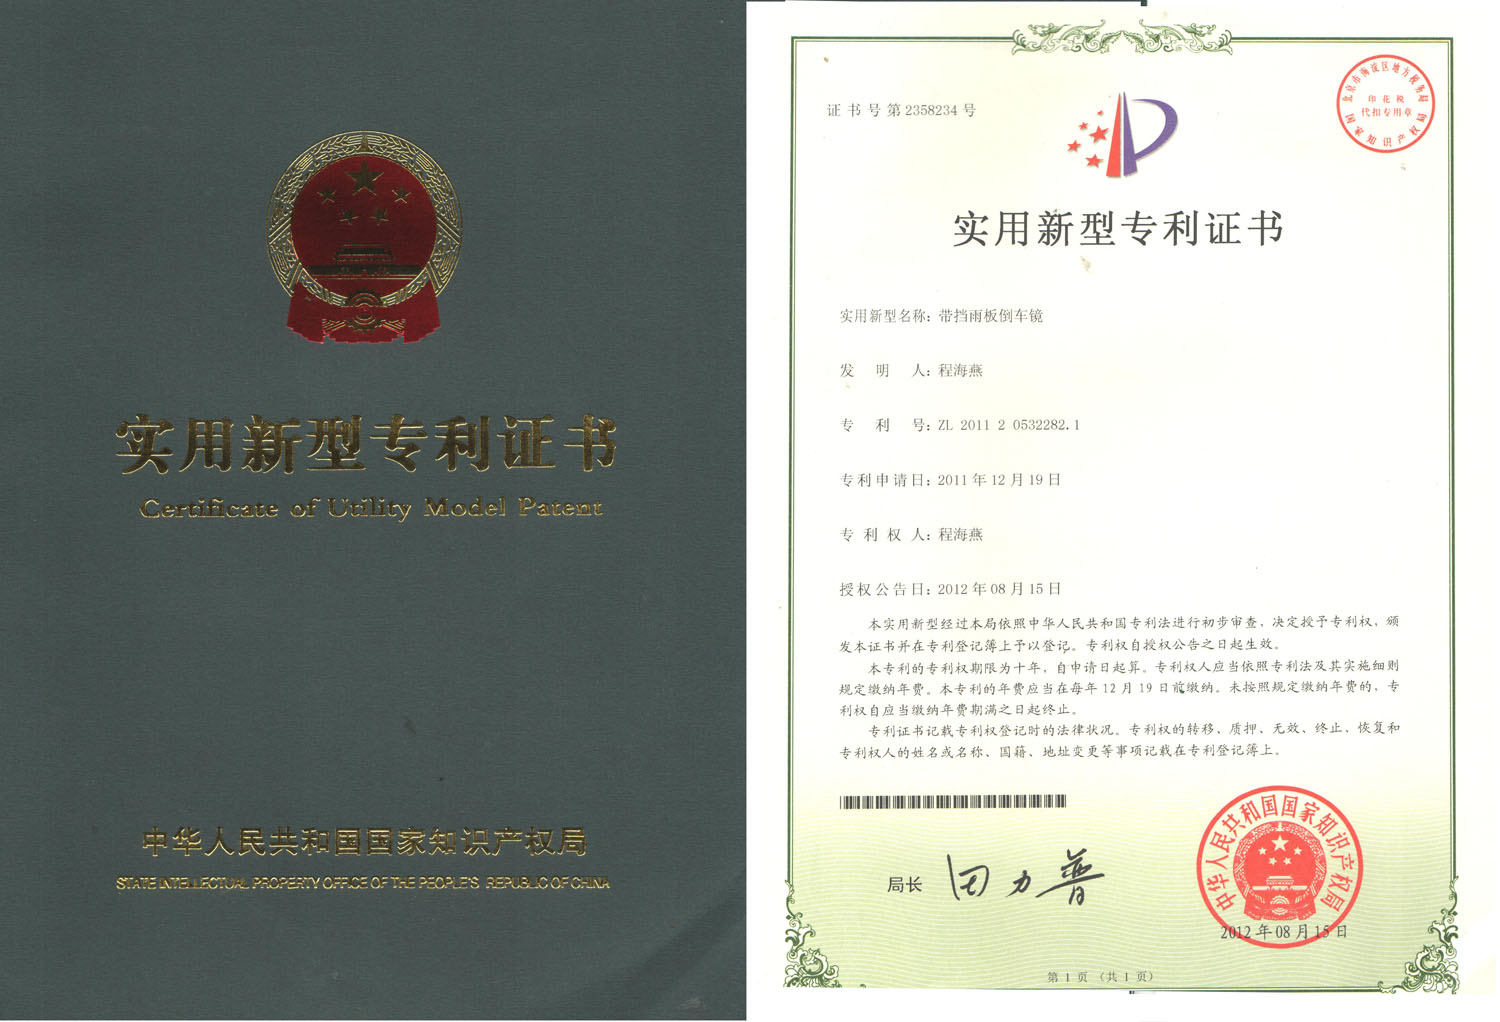 实用新型专利证书
Certificate of Utility Model Patent
中华人民共和国国家知识产权局
STATE INTELLECTUAL PROPERTY OFFICE OF THE PEOPLE'S REPUBLIC OF CHINA
证书号第2358234号
北京市海淀区地方税务局
印花税
代扣专用章
国家知识产权局
实用新型专利证书
实用新型名称：带挡雨板倒车镜
发明人：程海燕
专利号：ZL 2011 2 0532282.1
专利申请日：2011年12月19日
专利权人：程海燕
授权公告日：2012年08月15日
本实用新型经过本局依照中华人民共和国专利法进行初步审查，决定授予专利权，颁
发本证书并在专利登记簿上予以登记。专利权自授权公告之日起生效。
本专利的专利权期限为十年，自申请日起算。专利权人应当依照专利法及其实施细则
规定缴纳年费。本专利的年费应当在每年12月19日前缴纳。未按照规定缴纳年费的，专
利权自应当缴纳年费期满之日起终止。
专利证书记载专利权登记时的法律状况。专利权的转移、质押、无效、终止、恢复和
专利权人的姓名或名称、国籍、地址变更等事项记载在专利登记簿上。
局长 田力普
中华人民共和国国家知识产权局
2012年08月15日
第1页（共1页）